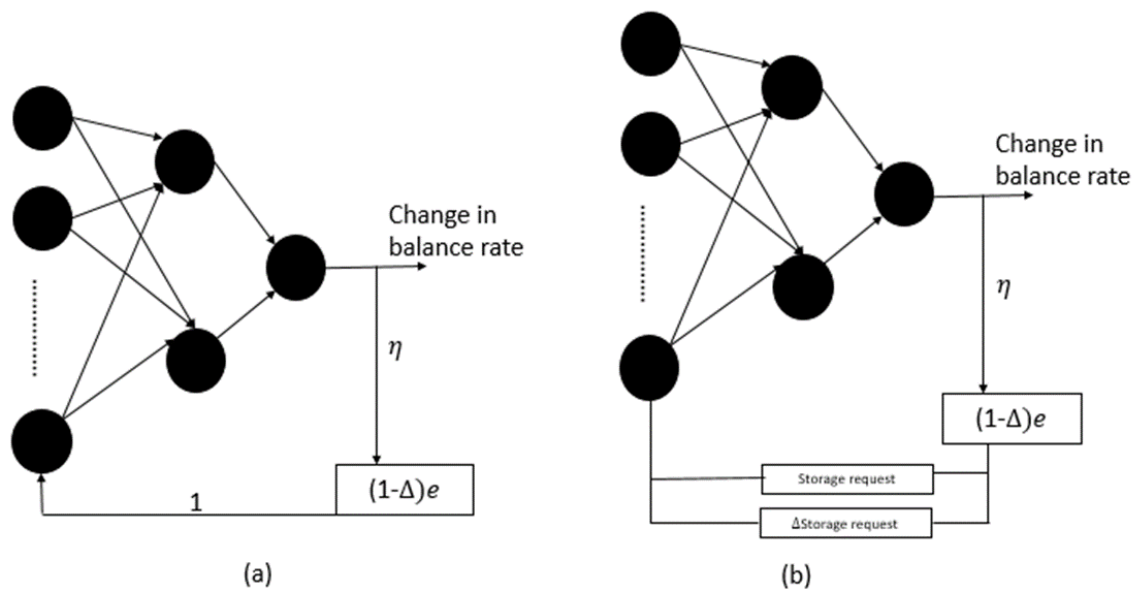 Change in
balance rate
η
(1-Δ)e
1
(a)
Change in
balance rate
η
(1-Δ)e
Storage request
ΔStorage request
(b)